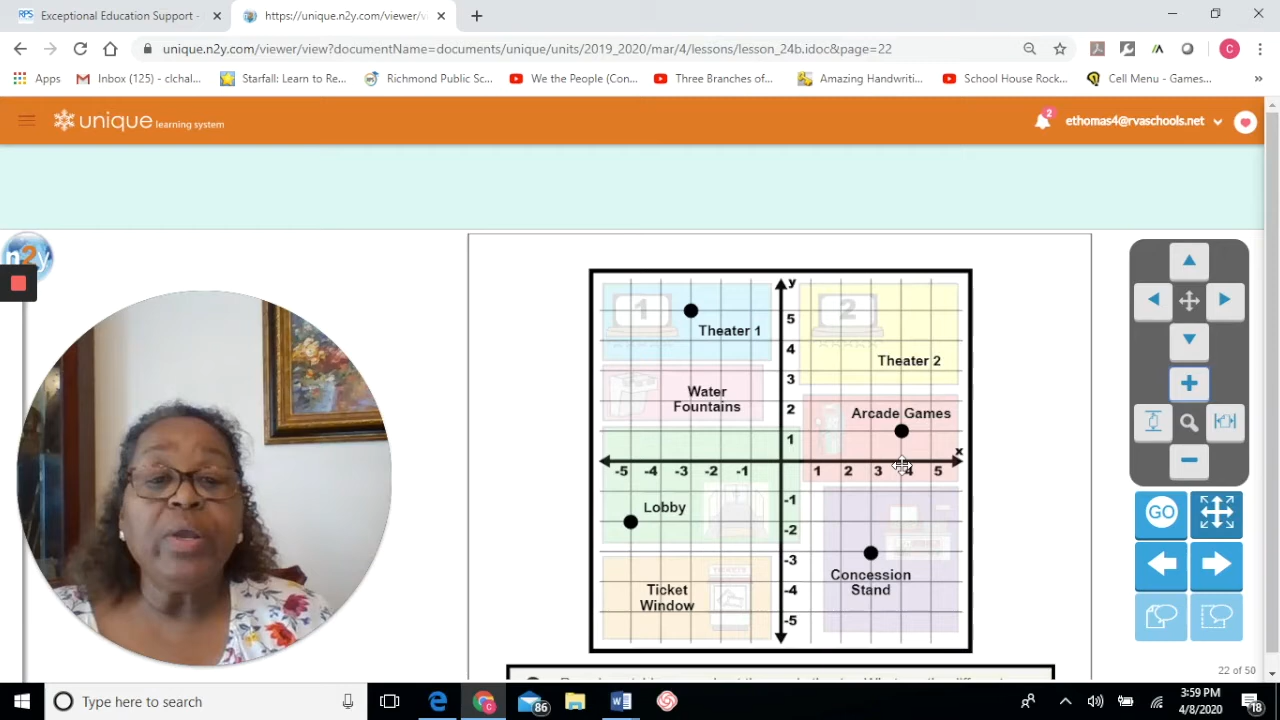 RPS Exceptional Education Support -
https://unique.n2y.com/viewer/v
unique.n2y.com/viewer/view?documentName=documents/unique/units/2019_2020/mar/4/lessons/lesson_24b.idoc&page=22
C
Apps
Inbox (125) - clchal...
Starfall: Learn to Re...
Richmond Public Sc...
We the People (Con...
Three Branches of...
Amazing Handwriti...
School House Rock...
Cell Menu - Games...
»
unique learning system
2
ethomas4@rvaschools.net
n2y
y
1
2
Theater 1
Theater 2
5
4
3
2
1
Water
Fountains
Arcade Games
x
-5 -4 -3 -2 -1
1 2 3 4 5
Lobby
-1
-2
-3
-4
-5
Concession
Stand
Ticket
Window
GO
22 of 50
Type here to search
86
3:59 PM
4/8/2020
18